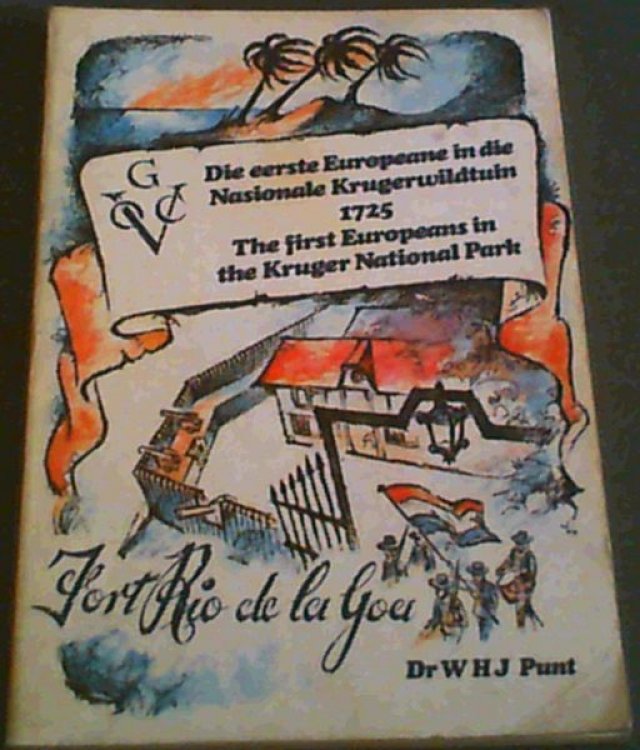 G
VOC
Die eerste Europeane in die
Nasionale Krugerwildtuin
1725
The first Europeans in
the Kruger National Park
Fort Rio de la Goa
Dr W H J Punt